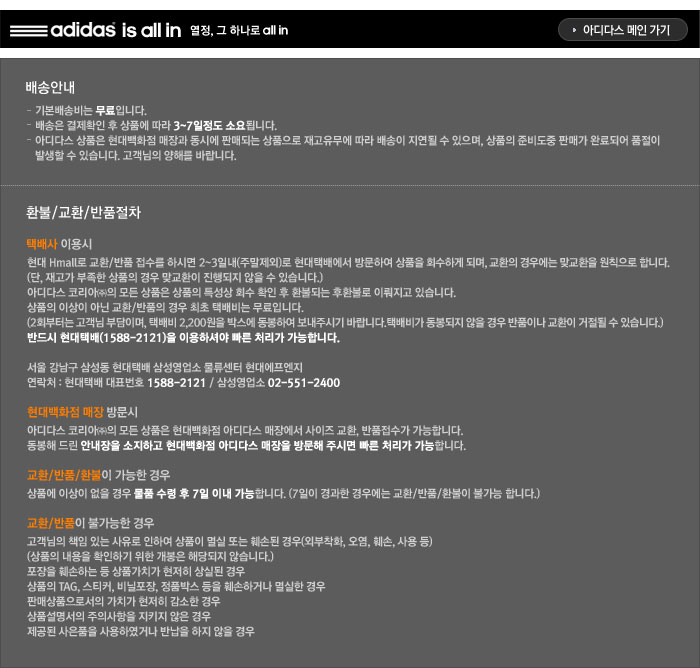 adidas is all in 열정, 그 하나로 all in
아디다스 메인 가기
배송안내
- 기본배송비는 무료입니다.
- 배송은 결제확인 후 상품에 따라 3~7일정도 소요됩니다.
- 아디다스 상품은 현대백화점 매장과 동시에 판매되는 상품으로 재고유무에 따라 배송이 지연될 수 있으며, 상품의 준비도중 판매가 완료되어 품절이
발생할 수 있습니다. 고객님의 양해를 바랍니다.
환불/교환/반품절차
택배사 이용시
현대 Hmall로 교환/반품 접수를 하시면 2~3일내(주말제외)로 현대택배에서 방문하여 상품을 회수하게 되며, 교환의 경우에는 맞교환을 원칙으로 합니다.
(단, 재고가 부족한 상품의 경우 맞교환이 진행되지 않을 수 있습니다.)
아디다스 코리아㈜의 모든 상품은 상품의 특성상 회수 확인 후 환불되는 후환불로 이뤄지고 있습니다.
상품의 이상이 아닌 교환/반품의 경우 최초 택배비는 무료입니다.
(2회부터는 고객님 부담이며, 택배비 2,200원을 박스에 동봉하여 보내주시기 바랍니다.택배비가 동봉되지 않을 경우 반품이나 교환이 거절될 수 있습니다.)
반드시 현대택배(1588-2121)을 이용하셔야 빠른 처리가 가능합니다.
서울 강남구 삼성동 현대택배 삼성영업소 물류센터 현대에프엔지
연락처 : 현대택배 대표번호 1588-2121 / 삼성영업소 02-551-2400
현대백화점 매장 방문시
아디다스 코리아㈜의 모든 상품은 현대백화점 아디다스 매장에서 사이즈 교환, 반품접수가 가능합니다.
동봉해 드린 안내장을 소지하고 현대백화점 아디다스 매장을 방문해 주시면 빠른 처리가 가능합니다.
교환/반품/환불이 가능한 경우
상품에 이상이 없을 경우 물품 수령 후 7일 이내 가능합니다. (7일이 경과한 경우에는 교환/반품/환불이 불가능 합니다.)
교환/반품이 불가능한 경우
고객님의 책임 있는 사유로 인하여 상품이 멸실 또는 훼손된 경우(외부착화, 오염, 훼손, 사용 등)
(상품의 내용을 확인하기 위한 개봉은 해당되지 않습니다.)
포장을 훼손하는 등 상품가치가 현저히 상실된 경우
상품의 TAG, 스티커, 비닐포장, 정품박스 등을 훼손하거나 멸실한 경우
판매상품으로서의 가치가 현저히 감소한 경우
상품설명서의 주의사항을 지키지 않은 경우
제공된 사은품을 사용하였거나 반납을 하지 않을 경우